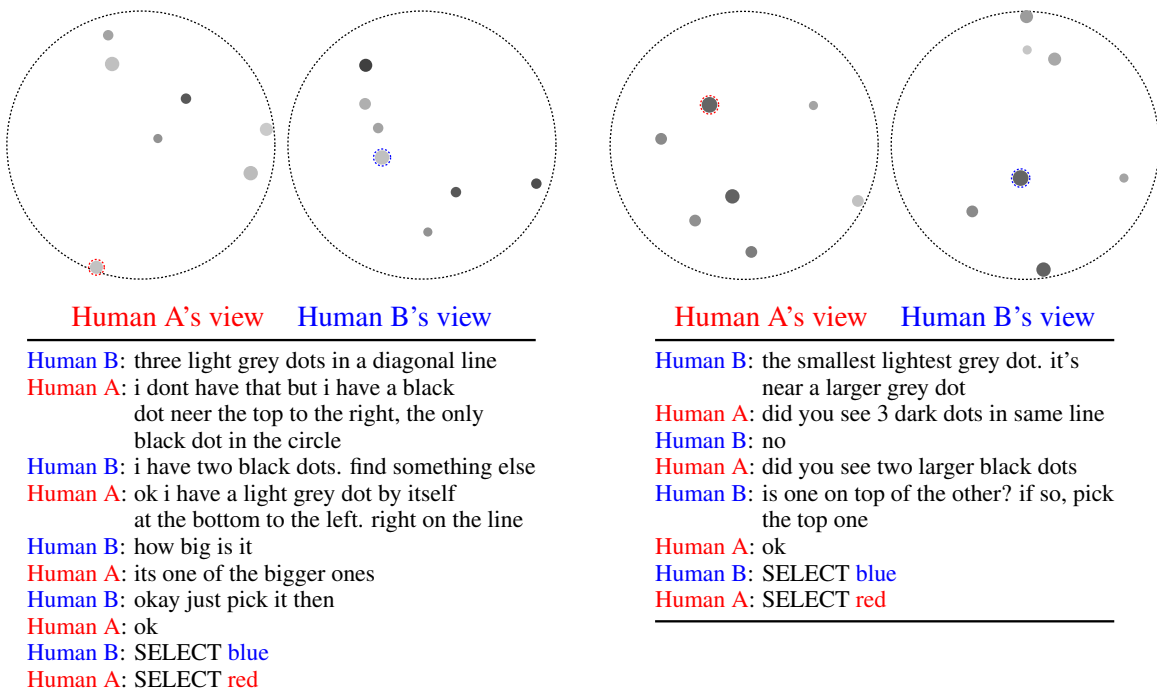 Human A's view
Human B's view
Human B: three light grey dots in a diagonal line
Human A: i dont have that but i have a black
dot neer the top to the right, the only
black dot in the circle
Human B: i have two black dots. find something else
Human A: ok i have a light grey dot by itself
at the bottom to the left. right on the line
Human B: how big is it
Human A: its one of the bigger ones
Human B: okay just pick it then
Human A: ok
Human B: SELECT blue
Human A: SELECT red
Human A's view
Human B's view
Human B: the smallest lightest grey dot. it's
near a larger grey dot
Human A: did you see 3 dark dots in same line
Human B: no
Human A: did you see two larger black dots
Human B: is one on top of the other? if so, pick
the top one
Human A: ok
Human B: SELECT blue
Human A: SELECT red